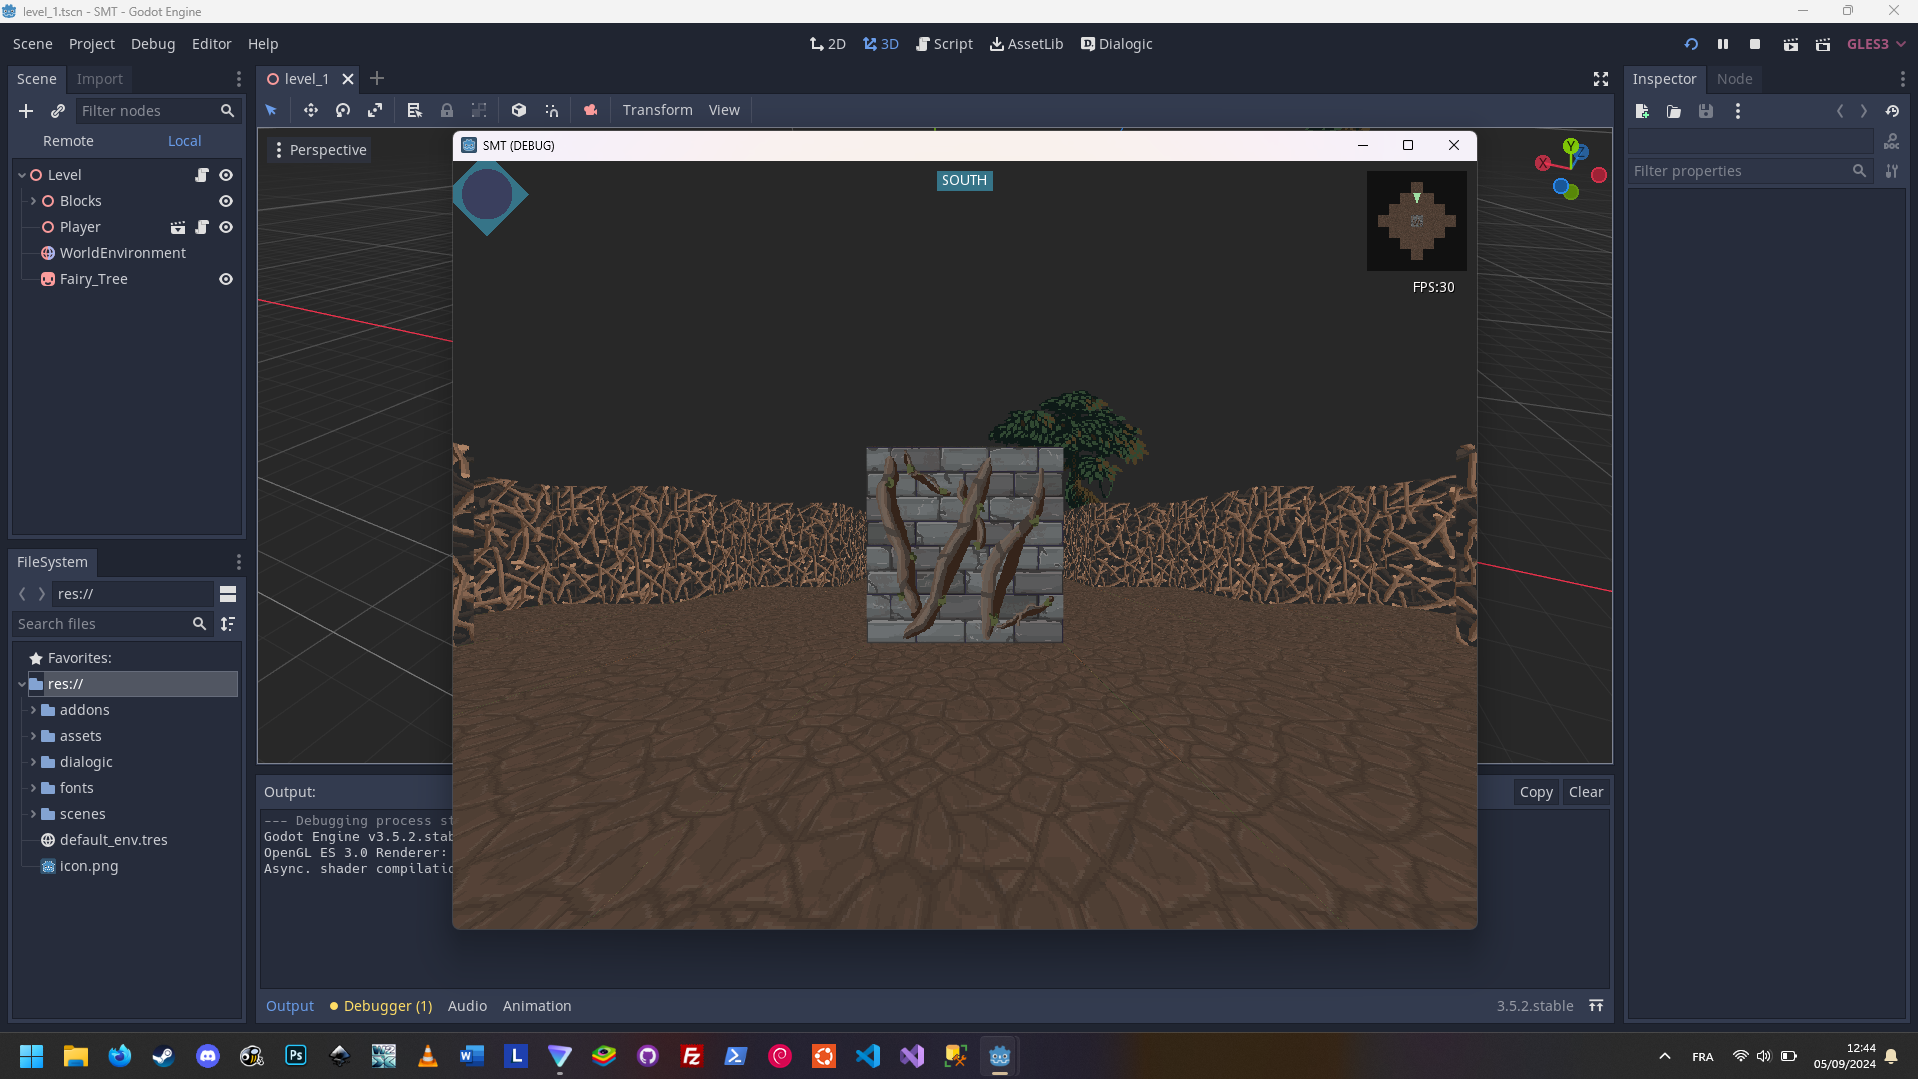 level_1.tscn - SMT - Godot Engine
Scene Project Debug Editor Help
2D 3D Script AssetLib Dialogic
GLES3
Scene Import
level_1
Inspector Node
Filter nodes
Transform View
Remote Local
Perspective
SMT (DEBUG)
Filter properties
DOC
Y
Z
X
Level
Blocks
Player
WorldEnvironment
Fairy_Tree
SOUTH
FPS:30
FileSystem
res://
Search files
Favorites:
res://
addons
assets
dialogic
fonts
scenes
default_env.tres
icon.png
Output:
Copy Clear
--- Debugging process st
Godot Engine v3.5.2.stab
OpenGL ES 3.0 Renderer:
Async. shader compilatio
Output Debugger (1) Audio Animation
3.5.2.stable
Ps
W
L
FZ
FRA
12:44
05/09/2024